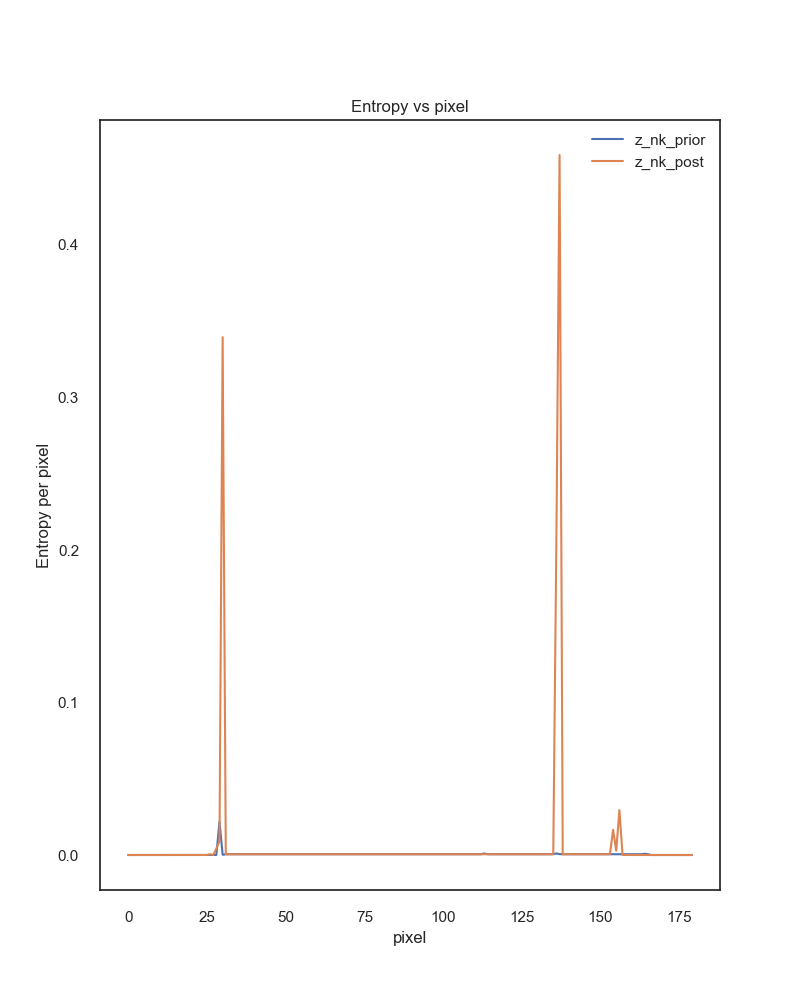 Entropy vs pixel
z_nk_prior
z_nk_post
Entropy per pixel
0.4
0.3
0.2
0.1
0.0
0 25 50 75 100 125 150 175
pixel